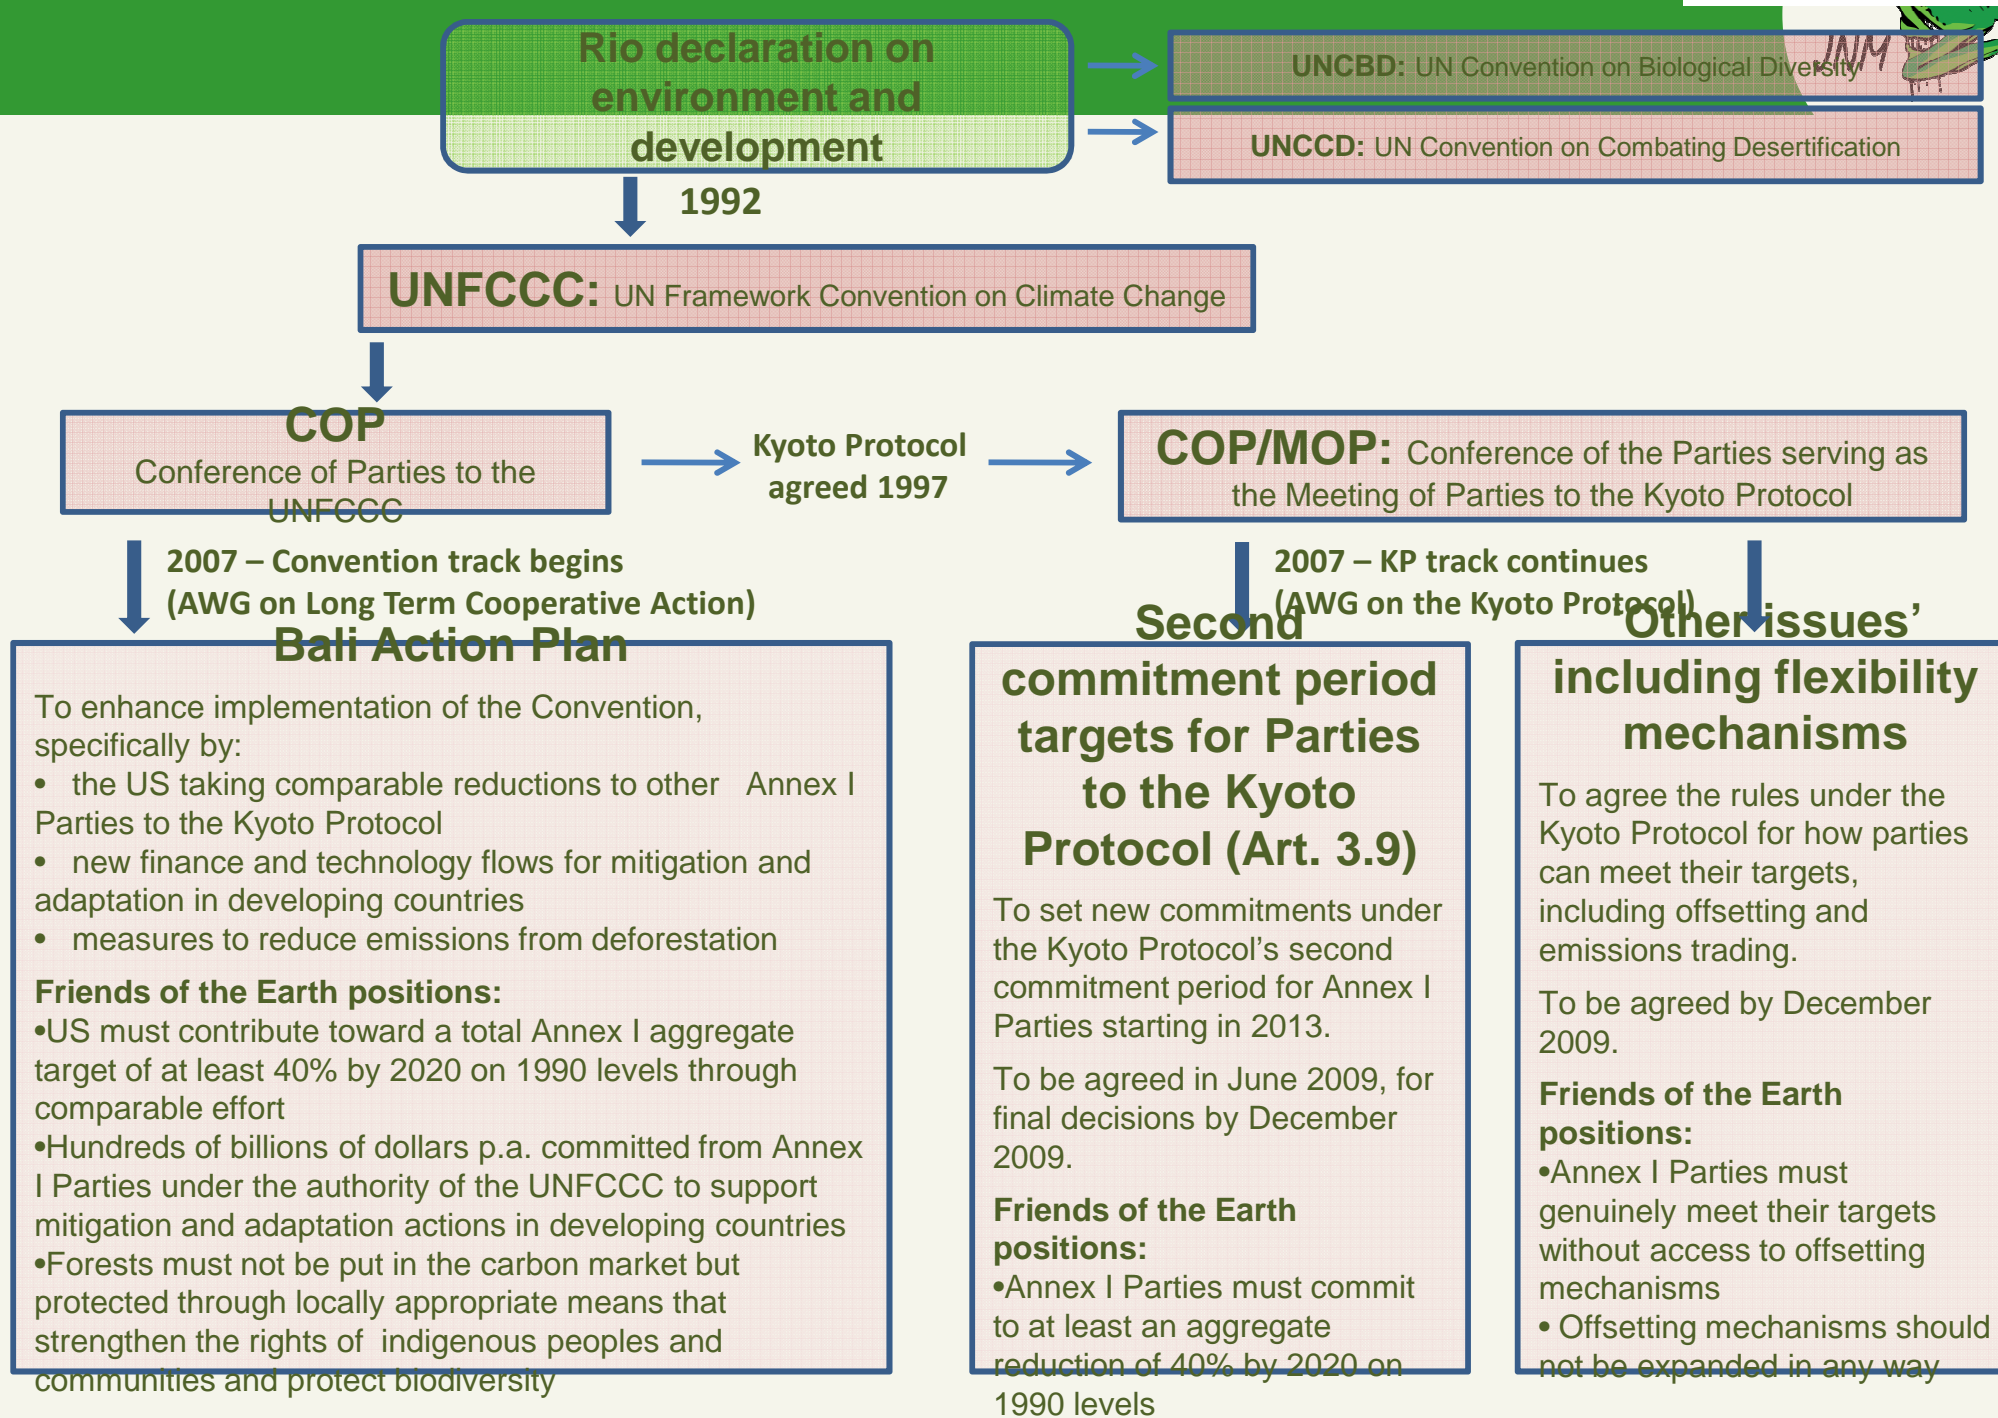 Rio declaration on
environment and
development
UNCBD: UN Convention on Biological Diversity
JNM
UNCCD: UN Convention on Combating Desertification
1992
UNFCCC: UN Framework Convention on Climate Change
COP
Conference of Parties to the
UNFCCC
Kyoto Protocol
agreed 1997
COP/MOP: Conference of the Parties serving as
the Meeting of Parties to the Kyoto Protocol
2007 – Convention track begins
(AWG on Long Term Cooperative Action)
2007 – KP track continues
(AWG on the Kyoto Protocol)
Bali Action Plan
To enhance implementation of the Convention,
specifically by:
• the US taking comparable reductions to other Annex I
Parties to the Kyoto Protocol
• new finance and technology flows for mitigation and
adaptation in developing countries
• measures to reduce emissions from deforestation
Friends of the Earth positions:
•US must contribute toward a total Annex I aggregate
target of at least 40% by 2020 on 1990 levels through
comparable effort
•Hundreds of billions of dollars p.a. committed from Annex
I Parties under the authority of the UNFCCC to support
mitigation and adaptation actions in developing countries
•Forests must not be put in the carbon market but
protected through locally appropriate means that
strengthen the rights of indigenous peoples and
communities and protect biodiversity
Second
commitment period
targets for Parties
to the Kyoto
Protocol (Art. 3.9)
To set new commitments under
the Kyoto Protocol’s second
commitment period for Annex I
Parties starting in 2013.
To be agreed in June 2009, for
final decisions by December
2009.
Friends of the Earth
positions:
•Annex I Parties must commit
to at least an aggregate
reduction of 40% by 2020 on
1990 levels
‘Other issues’
including flexibility
mechanisms
To agree the rules under the
Kyoto Protocol for how parties
can meet their targets,
including offsetting and
emissions trading.
To be agreed by December
2009.
Friends of the Earth
positions:
•Annex I Parties must
genuinely meet their targets
without access to offsetting
mechanisms
• Offsetting mechanisms should
not be expanded in any way